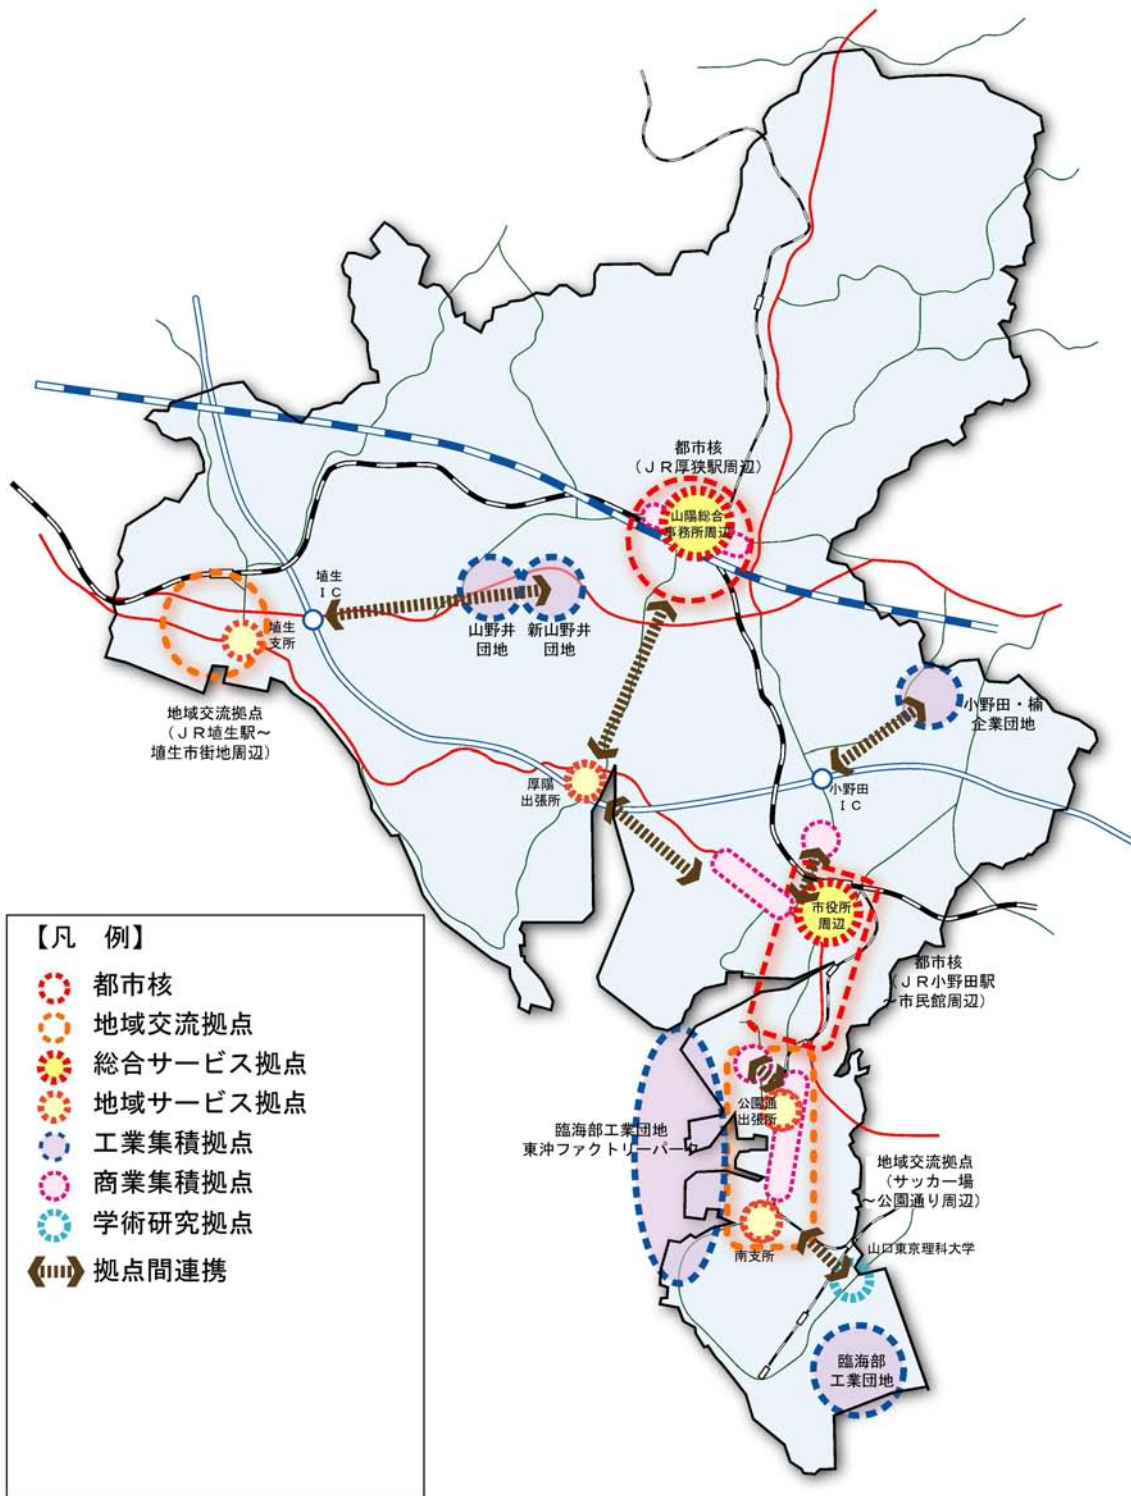 都市核
（ＪＲ厚狭駅周辺）
山陽総合
事務所周辺
埴生
ＩＣ
埴生
支所
山野井
団地
新山野井
団地
地域交流拠点
（ＪＲ埴生駅～
埴生市街地周辺）
小野田・楠
企業団地
厚陽
出張所
小野田
ＩＣ
市役所
周辺
都市核
（ＪＲ小野田駅
～市民館周辺）
公園通
出張所
臨海部工業団地
東沖ファクトリーパーク
地域交流拠点
（サッカー場
～公園通り周辺）
南支所
山口東京理科大学
臨海部
工業団地
【凡　例】
都市核
地域交流拠点
総合サービス拠点
地域サービス拠点
工業集積拠点
商業集積拠点
学術研究拠点
拠点間連携